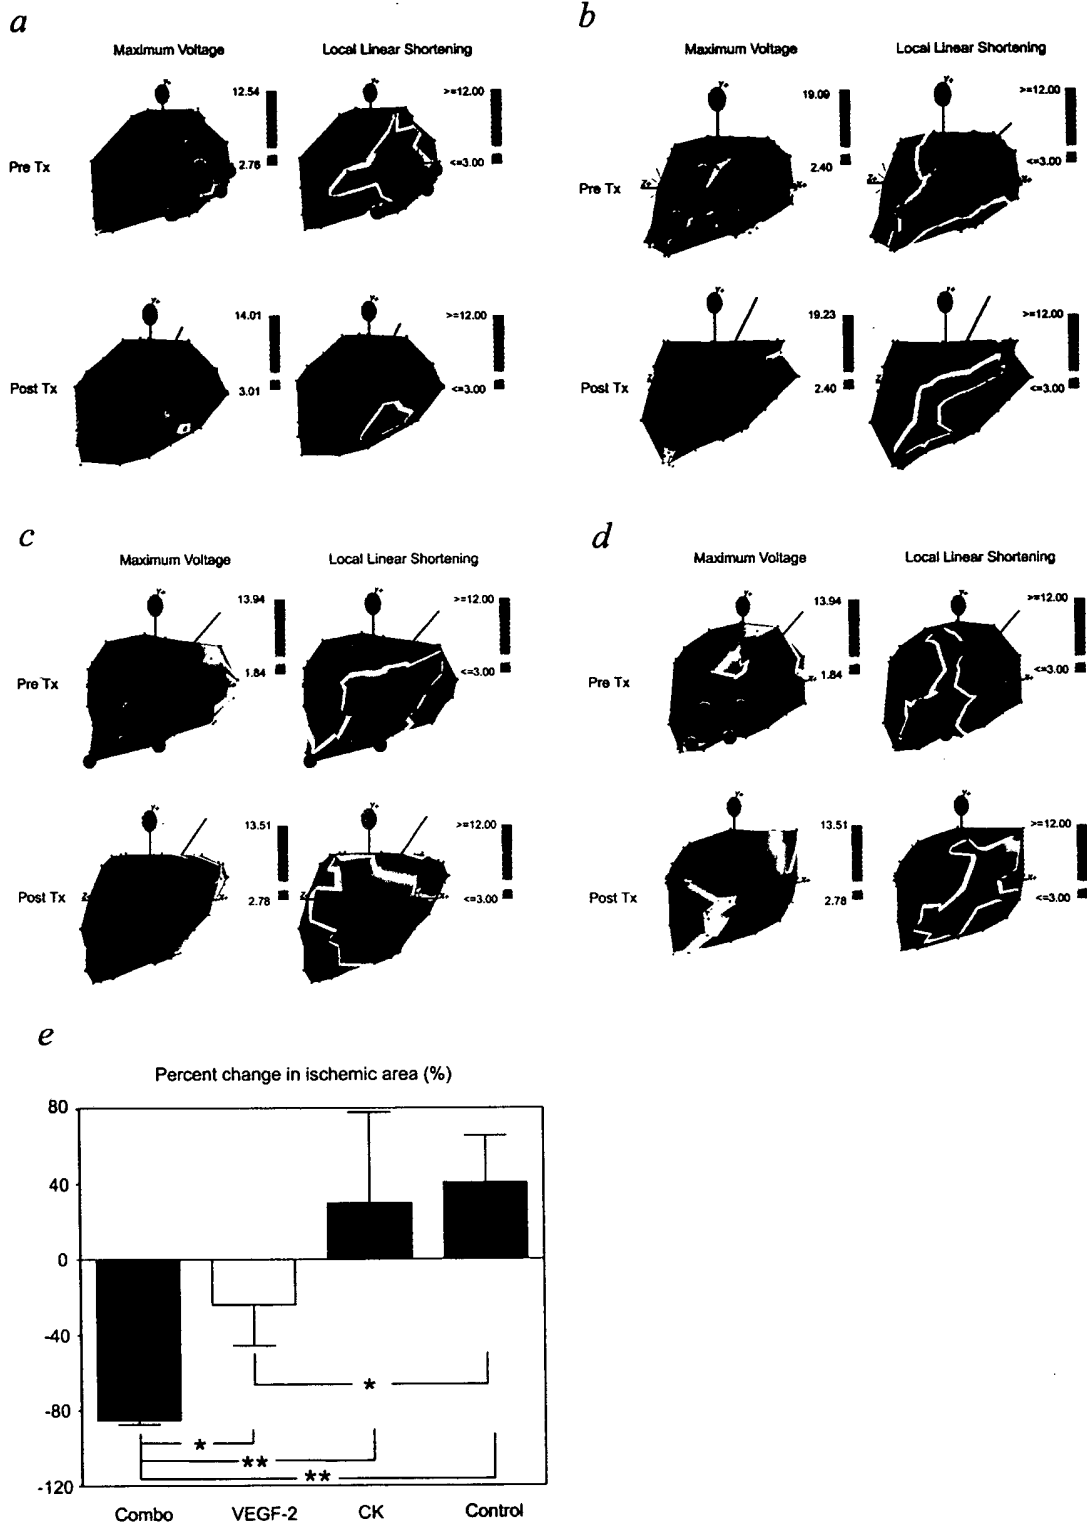 a
Maximum Voltage Local Linear Shortening
Y+ Y+
12.54 >=12.00
Pre Tx 2.76 <=3.00
Y+ Y+
14.01 >=12.00
Post Tx 3.01 <=3.00
b
Maximum Voltage Local Linear Shortening
Y+ Y+
19.09 >=12.00
2.40 <=3.00
Pre Tx Z+ X+ Z+ X+
Y+ Y+
19.23 >=12.00
Post Tx 2.40 <=3.00
c
Maximum Voltage Local Linear Shortening
Y+ Y+
13.94 >=12.00
Pre Tx 1.84 <=3.00
Y+ Y+
13.51 >=12.00
Post Tx 2.78 <=3.00
d
Maximum Voltage Local Linear Shortening
Y+ Y+
13.94 >=12.00
Pre Tx 1.84 <=3.00
Y+ Y+
13.51 >=12.00
Post Tx 2.78 <=3.00
e
Percent change in ischemic area (%)
80
40
0
-40
*
-80
*
**
**
-120
Combo VEGF-2 CK Control